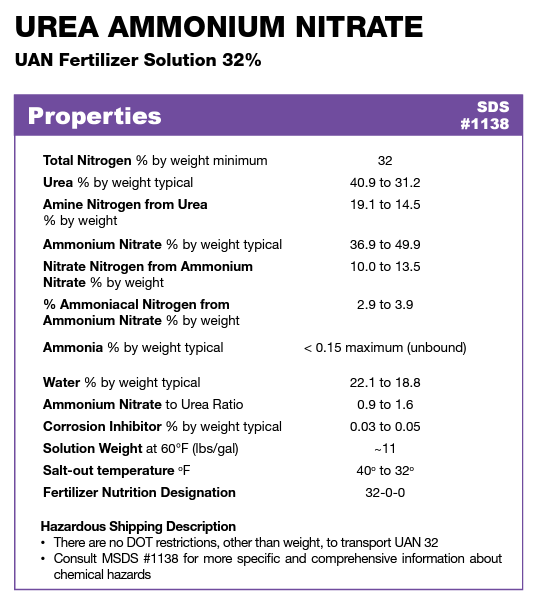 UREA AMMONIUM NITRATE
UAN Fertilizer Solution 32%
Properties
SDS
#1138
Total Nitrogen % by weight minimum 32
Urea % by weight typical 40.9 to 31.2
Amine Nitrogen from Urea 19.1 to 14.5
% by weight
Ammonium Nitrate % by weight typical 36.9 to 49.9
Nitrate Nitrogen from Ammonium 10.0 to 13.5
Nitrate % by weight
% Ammoniacal Nitrogen from 2.9 to 3.9
Ammonium Nitrate % by weight
Ammonia % by weight typical < 0.15 maximum (unbound)
Water % by weight typical 22.1 to 18.8
Ammonium Nitrate to Urea Ratio 0.9 to 1.6
Corrosion Inhibitor % by weight typical 0.03 to 0.05
Solution Weight at 60°F (lbs/gal) ~11
Salt-out temperature ºF 40º to 32º
Fertilizer Nutrition Designation 32-0-0
Hazardous Shipping Description
• There are no DOT restrictions, other than weight, to transport UAN 32
• Consult MSDS #1138 for more specific and comprehensive information about
chemical hazards